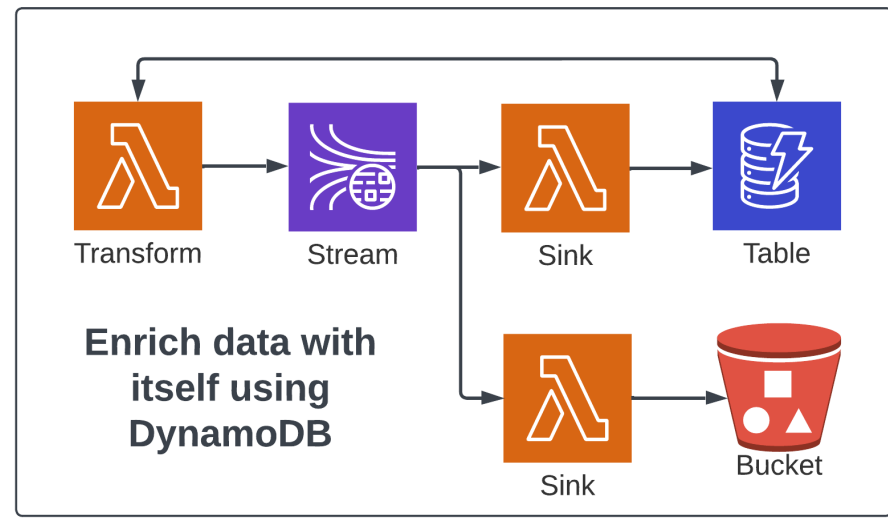 Transform
Stream
Sink
Table
Enrich data with
itself using
DynamoDB
Sink
Bucket